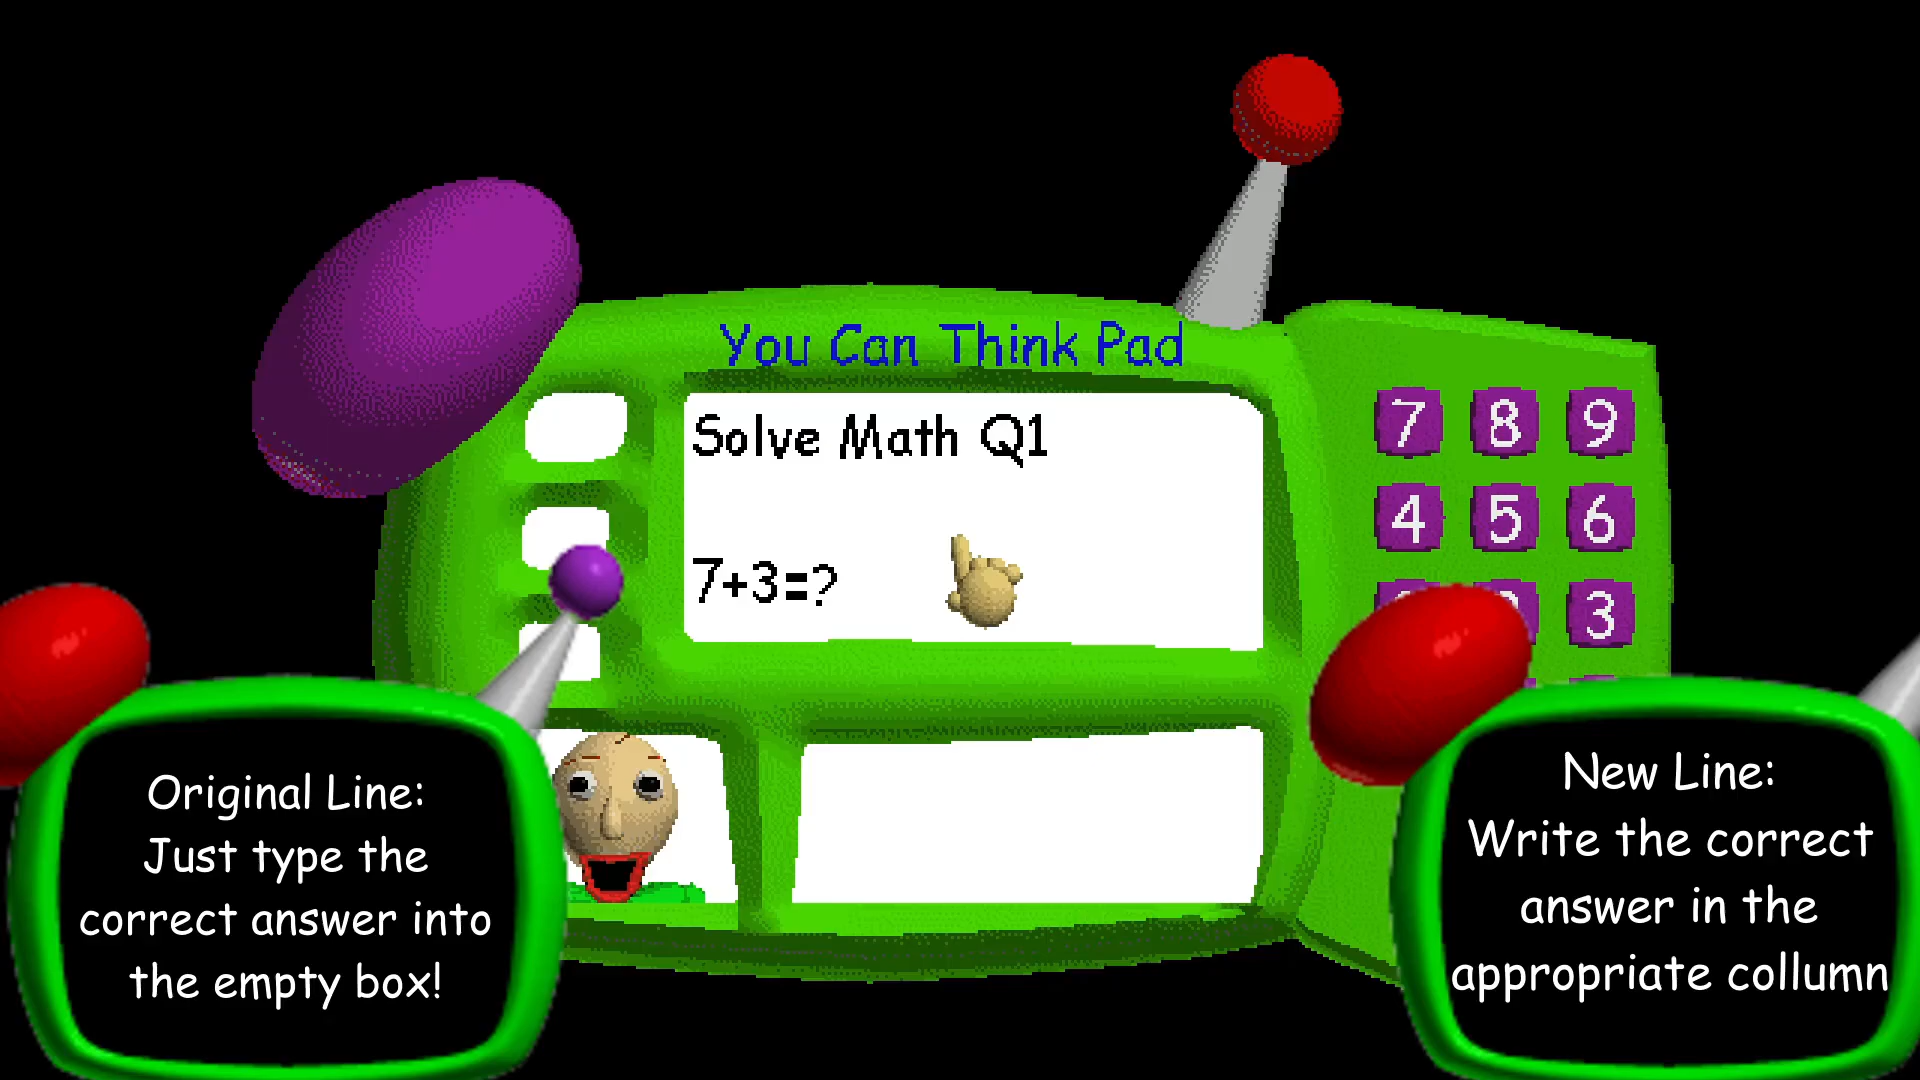 You Can Think Pad
Solve Math Q1
7+3=?
7 8 9
4 5 6
3
Original Line:
Just type the
correct answer into
the empty box!
New Line:
Write the correct
answer in the
appropriate collumn